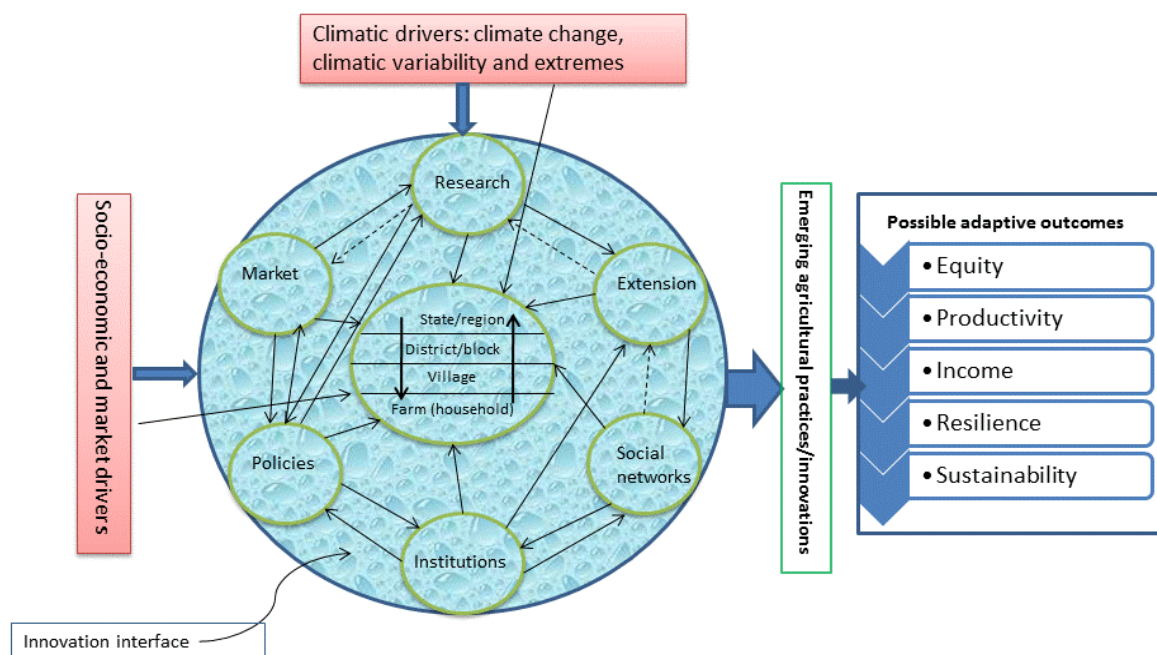 Climatic drivers: climate change,
climatic variability and extremes
Socio-economic and market drivers
Research
Market
Extension
State/region
District/block
Village
Farm (household)
Policies
Social
networks
Institutions
Innovation interface
Emerging agricultural practices/innovations
Possible adaptive outcomes
•Equity
•Productivity
•Income
•Resilience
•Sustainability